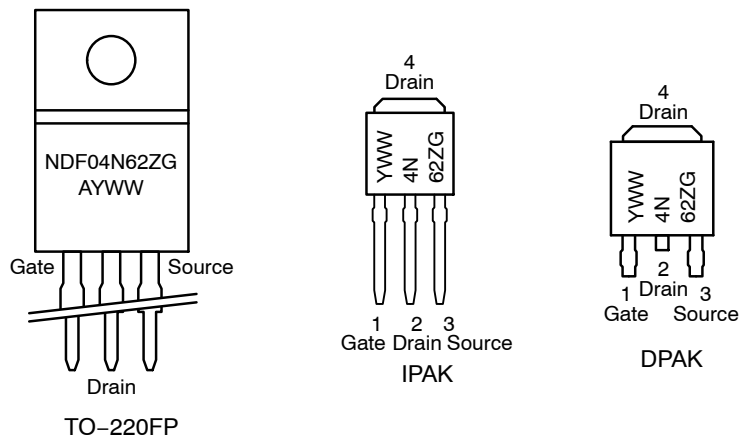 NDF04N62ZG
AYWW
Gate
Source
Drain
TO−220FP
4
Drain
YWW
4N
62ZG
1 2 3
Gate Drain Source
IPAK
4
Drain
YWW
4N
62ZG
1
Gate
2
Drain
3
Source
DPAK